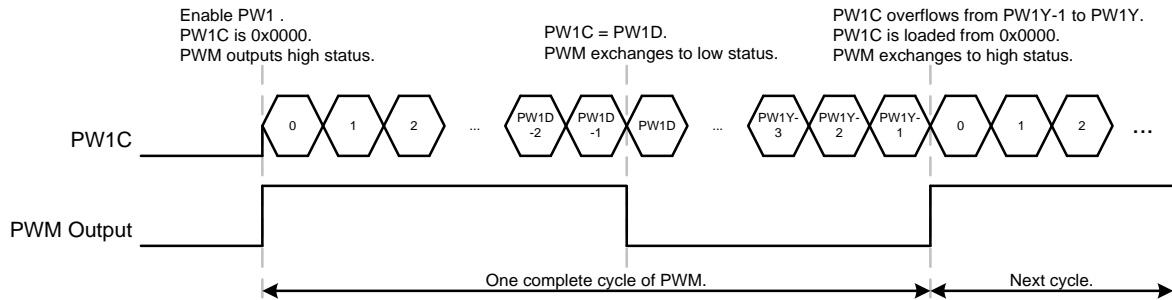 Enable PW1 .
PW1C is 0x0000.
PWM outputs high status.
PW1C = PW1D.
PWM exchanges to low status.
PW1C overflows from PW1Y-1 to PW1Y.
PW1C is loaded from 0x0000.
PWM exchanges to high status.
PW1C
0
1
2
...
PW1D
-2
PW1D
-1
PW1D
...
PW1Y-
3
PW1Y-
2
PW1Y-
1
0
1
2
...
PWM Output
One complete cycle of PWM.
Next cycle.